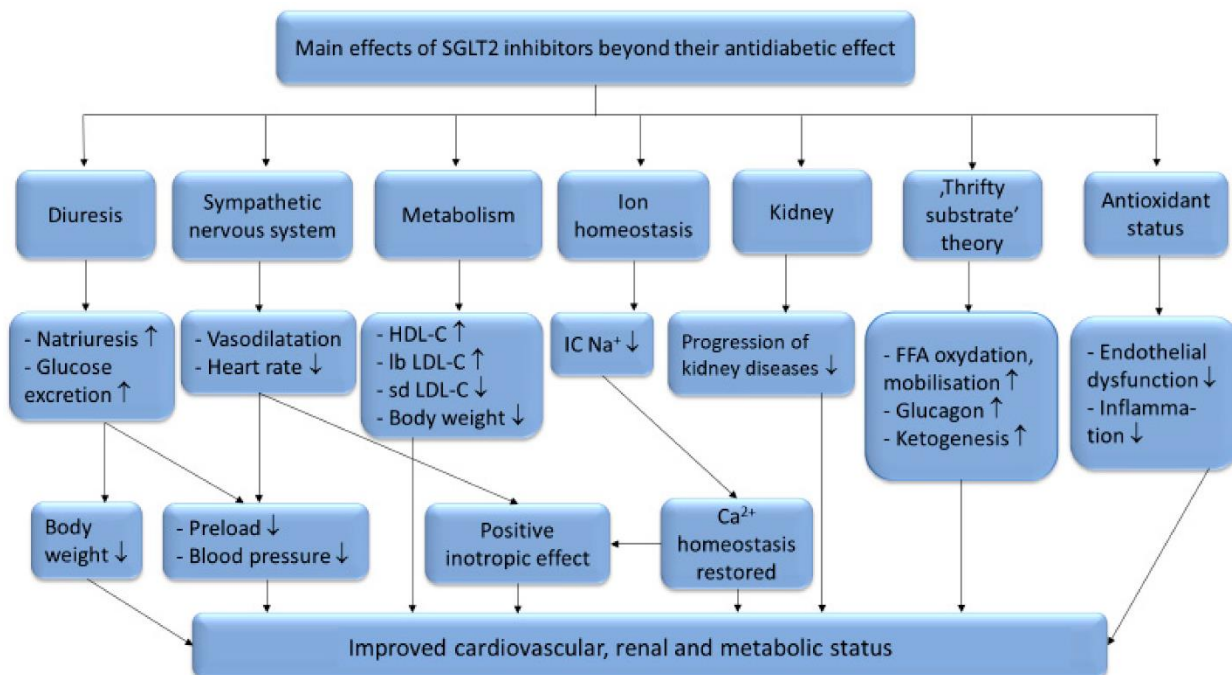 Main effects of SGLT2 inhibitors beyond their antidiabetic effect
Diuresis
Sympathetic
nervous system
Metabolism
Ion
homeostasis
Kidney
‚Thrifty
substrate’
theory
Antioxidant
status
- Natriuresis ↑
- Glucose
excretion ↑
- Vasodilatation
- Heart rate ↓
- HDL-C ↑
- lb LDL-C ↑
- sd LDL-C ↓
- Body weight ↓
IC Na⁺ ↓
Progression of
kidney diseases ↓
- FFA oxydation,
mobilisation ↑
- Glucagon ↑
- Ketogenesis ↑
- Endothelial
dysfunction ↓
- Inflamma-
tion ↓
Body
weight ↓
- Preload ↓
- Blood pressure ↓
Positive
inotropic effect
Ca²⁺
homeostasis
restored
Improved cardiovascular, renal and metabolic status